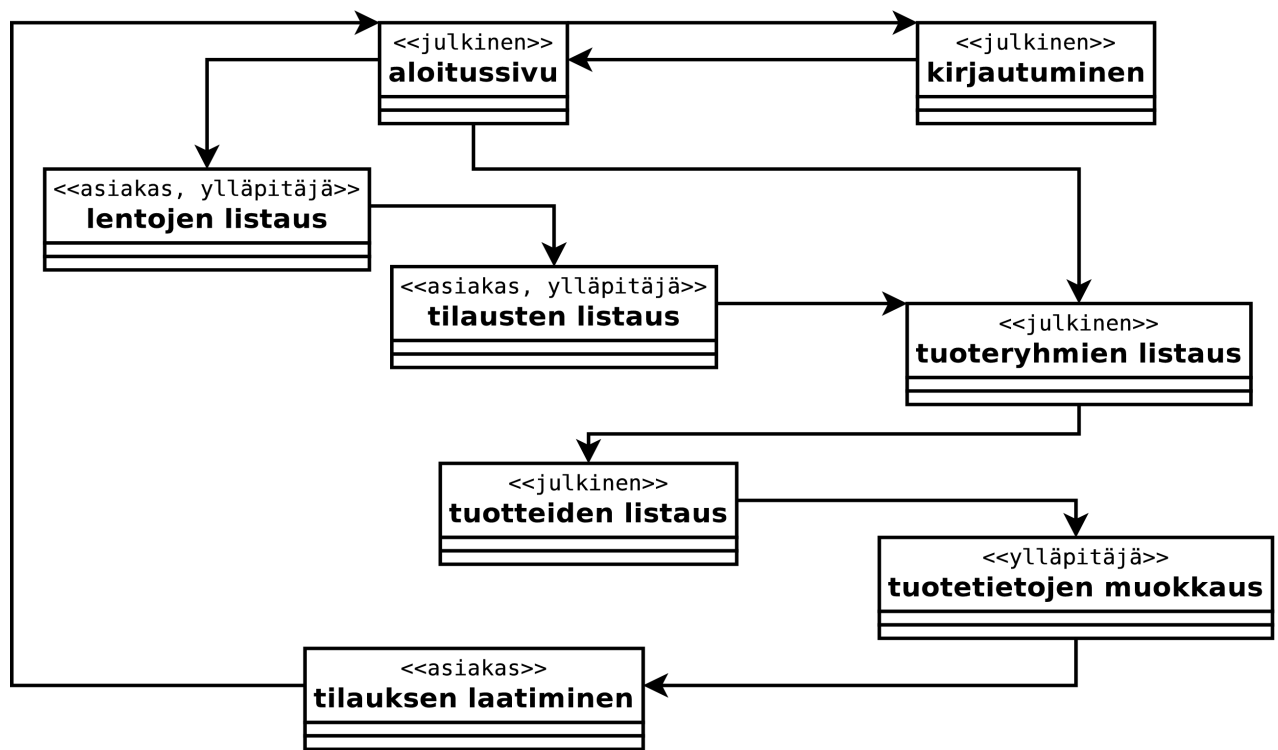 <<julkinen>>
aloitussivu
<<julkinen>>
kirjautuminen
<<asiakas, ylläpitäjä>>
lentojen listaus
<<asiakas, ylläpitäjä>>
tilausten listaus
<<julkinen>>
tuoteryhmien listaus
<<julkinen>>
tuotteiden listaus
<<ylläpitäjä>>
tuotetietojen muokkaus
<<asiakas>>
tilauksen laatiminen